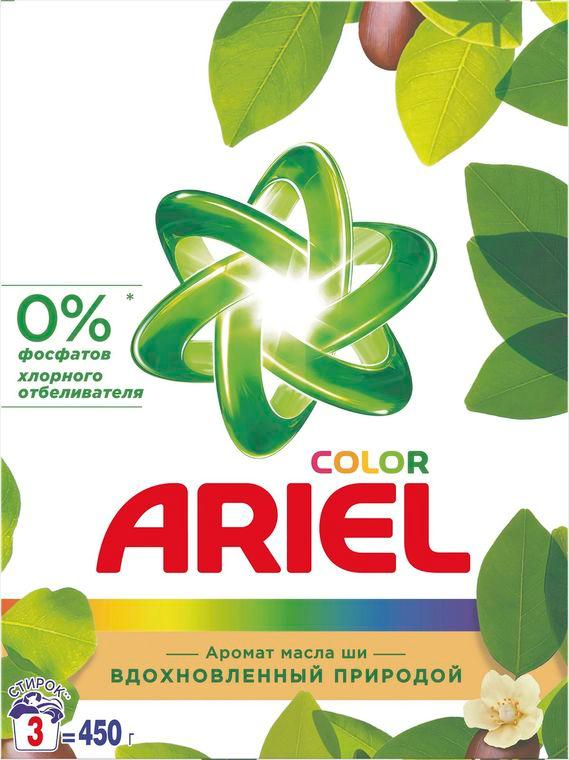 0% *
фосфатов
хлорного
отбеливателя
COLOR
ARIEL
Аромат масла ши
ВДОХНОВЛЕННЫЙ ПРИРОДОЙ
СТИРОК**
3 = 450 г